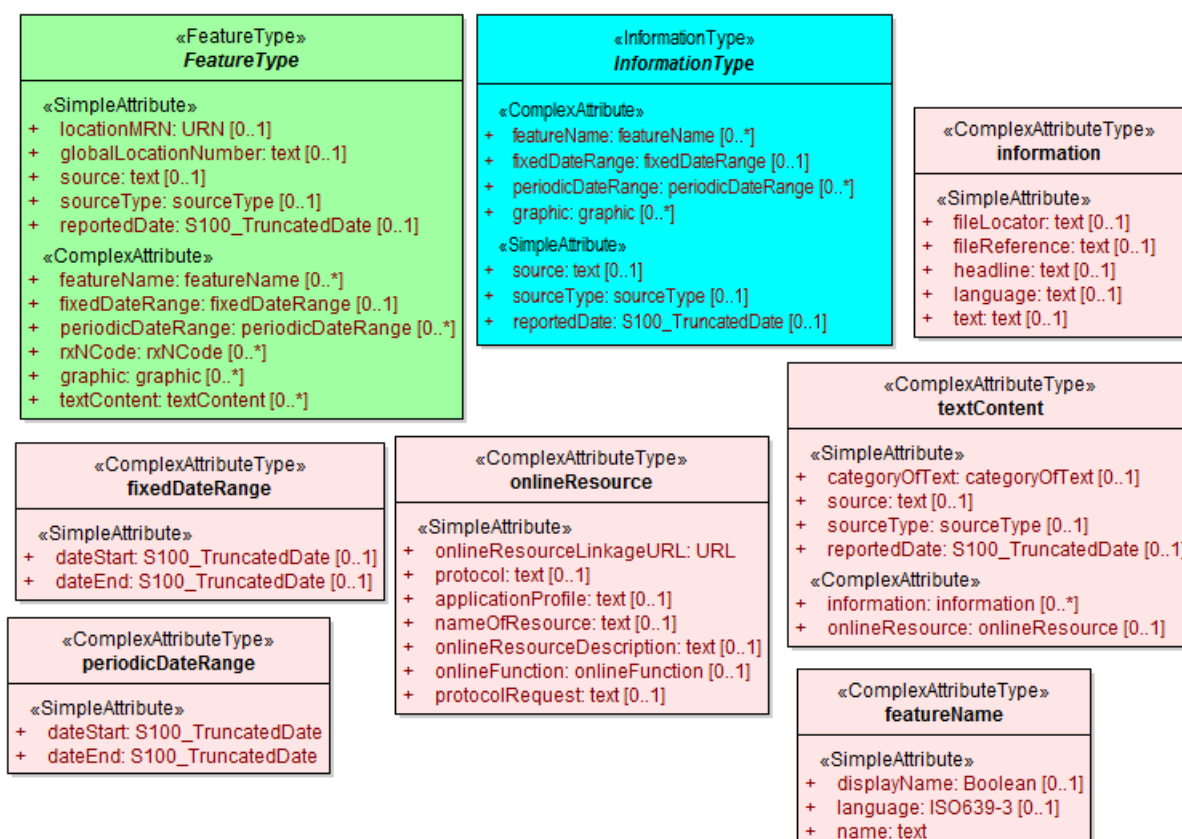 «FeatureType»
FeatureType
«SimpleAttribute»
+ locationMRN: URN [0..1]
+ globalLocationNumber: text [0..1]
+ source: text [0..1]
+ sourceType: sourceType [0..1]
+ reportedDate: S100_TruncatedDate [0..1]
«ComplexAttribute»
+ featureName: featureName [0..*]
+ fixedDateRange: fixedDateRange [0..1]
+ periodicDateRange: periodicDateRange [0..*]
+ rxNCode: rxNCode [0..*]
+ graphic: graphic [0..*]
+ textContent: textContent [0..*]
«InformationType»
InformationType
«ComplexAttribute»
+ featureName: featureName [0..*]
+ fixedDateRange: fixedDateRange [0..1]
+ periodicDateRange: periodicDateRange [0..*]
+ graphic: graphic [0..*]
«SimpleAttribute»
+ source: text [0..1]
+ sourceType: sourceType [0..1]
+ reportedDate: S100_TruncatedDate [0..1]
«ComplexAttributeType»
information
«SimpleAttribute»
+ fileLocator: text [0..1]
+ fileReference: text [0..1]
+ headline: text [0..1]
+ language: text [0..1]
+ text: text [0..1]
«ComplexAttributeType»
fixedDateRange
«SimpleAttribute»
+ dateStart: S100_TruncatedDate [0..1]
+ dateEnd: S100_TruncatedDate [0..1]
«ComplexAttributeType»
onlineResource
«SimpleAttribute»
+ onlineResourceLinkageURL: URL
+ protocol: text [0..1]
+ applicationProfile: text [0..1]
+ nameOfResource: text [0..1]
+ onlineResourceDescription: text [0..1]
+ onlineFunction: onlineFunction [0..1]
+ protocolRequest: text [0..1]
«ComplexAttributeType»
textContent
«SimpleAttribute»
+ categoryOfText: categoryOfText [0..1]
+ source: text [0..1]
+ sourceType: sourceType [0..1]
+ reportedDate: S100_TruncatedDate [0..1]
«ComplexAttribute»
+ information: information [0..*]
+ onlineResource: onlineResource [0..1]
«ComplexAttributeType»
periodicDateRange
«SimpleAttribute»
+ dateStart: S100_TruncatedDate
+ dateEnd: S100_TruncatedDate
«ComplexAttributeType»
featureName
«SimpleAttribute»
+ displayName: Boolean [0..1]
+ language: ISO639-3 [0..1]
+ name: text